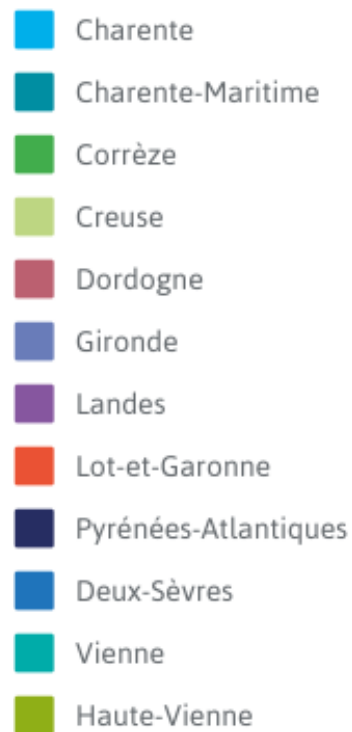 Charente
Charente-Maritime
Corrèze
Creuse
Dordogne
Gironde
Landes
Lot-et-Garonne
Pyrénées-Atlantiques
Deux-Sèvres
Vienne
Haute-Vienne